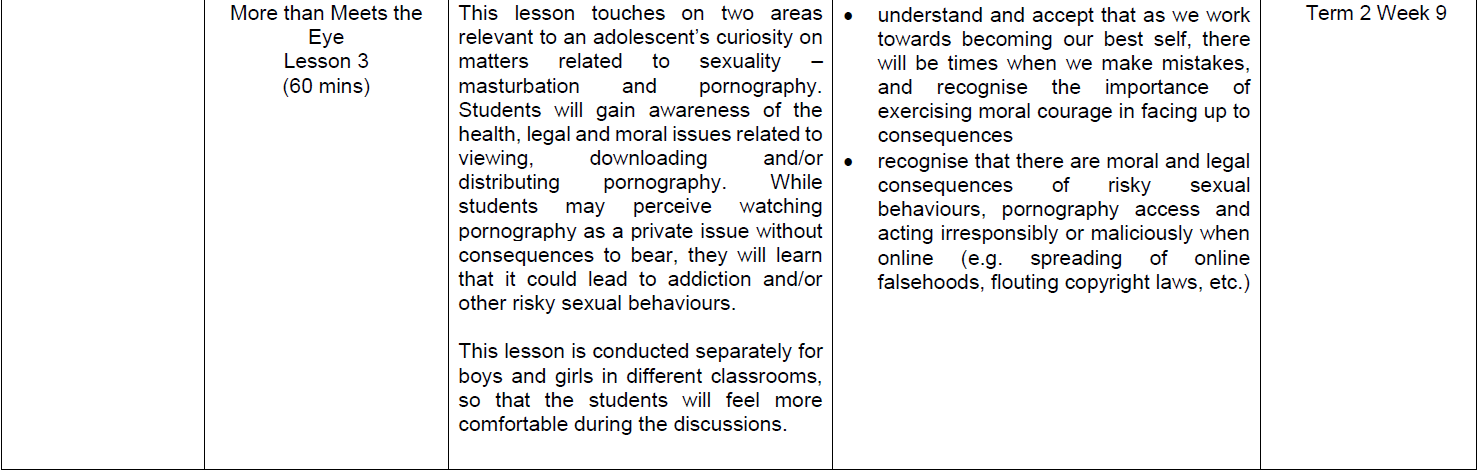 More than Meets the
Eye
Lesson 3
(60 mins)
This lesson touches on two areas
relevant to an adolescent’s curiosity on
matters related to sexuality –
masturbation and pornography.
Students will gain awareness of the
health, legal and moral issues related to
viewing, downloading and/or
distributing pornography. While
students may perceive watching
pornography as a private issue without
consequences to bear, they will learn
that it could lead to addiction and/or
other risky sexual behaviours.
This lesson is conducted separately for
boys and girls in different classrooms,
so that the students will feel more
comfortable during the discussions.
• understand and accept that as we work
towards becoming our best self, there
will be times when we make mistakes,
and recognise the importance of
exercising moral courage in facing up to
consequences
• recognise that there are moral and legal
consequences of risky sexual
behaviours, pornography access and
acting irresponsibly or maliciously when
online (e.g. spreading of online
falsehoods, flouting copyright laws, etc.)
Term 2 Week 9